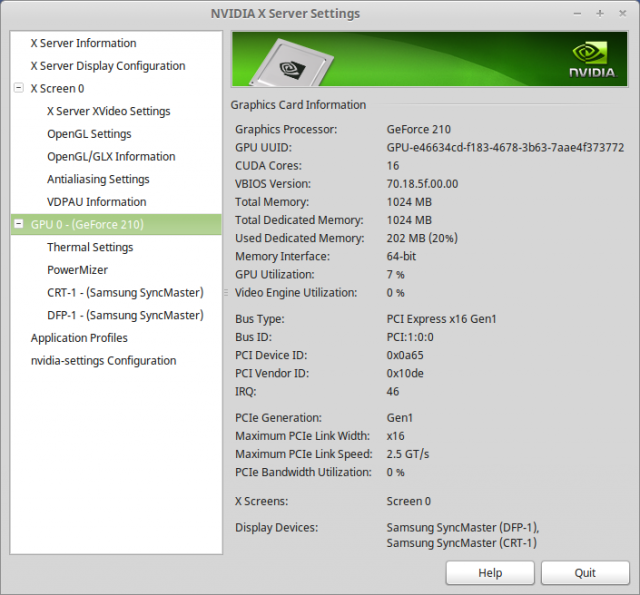 NVIDIA X Server Settings
X Server Information
X Server Display Configuration
X Screen 0
X Server XVideo Settings
OpenGL Settings
OpenGL/GLX Information
Antialiasing Settings
VDPAU Information
GPU 0 - (GeForce 210)
Thermal Settings
PowerMizer
CRT-1 - (Samsung SyncMaster)
DFP-1 - (Samsung SyncMaster)
Application Profiles
nvidia-settings Configuration
NVIDIA
Graphics Card Information
Graphics Processor: GeForce 210
GPU UUID: GPU-e46634cd-f183-4678-3b63-7aae4f373772
CUDA Cores: 16
VBIOS Version: 70.18.5f.00.00
Total Memory: 1024 MB
Total Dedicated Memory: 1024 MB
Used Dedicated Memory: 202 MB (20%)
Memory Interface: 64-bit
GPU Utilization: 7 %
Video Engine Utilization: 0 %
Bus Type: PCI Express x16 Gen1
Bus ID: PCI:1:0:0
PCI Device ID: 0x0a65
PCI Vendor ID: 0x10de
IRQ: 46
PCIe Generation: Gen1
Maximum PCIe Link Width: x16
Maximum PCIe Link Speed: 2.5 GT/s
PCIe Bandwidth Utilization: 0 %
X Screens: Screen 0
Display Devices: Samsung SyncMaster (DFP-1),
Samsung SyncMaster (CRT-1)
Help
Quit